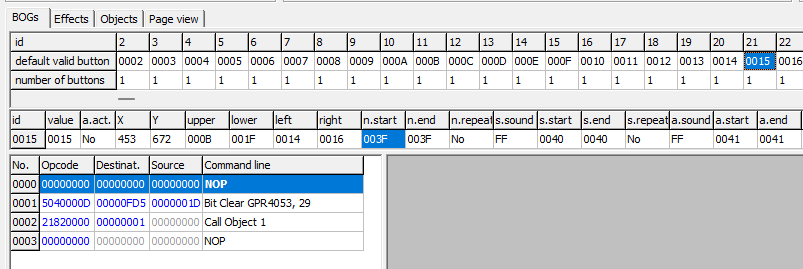 BOGs Effects Objects Page view
id 2 3 4 5 6 7 8 9 10 11 12 13 14 15 16 17 18 19 20 21 22
default valid button 0002 0003 0004 0005 0006 0007 0008 0009 000A 000B 000C 000D 000E 000F 0010 0011 0012 0013 0014 0015 0016
number of buttons 1 1 1 1 1 1 1 1 1 1 1 1 1 1 1 1 1 1 1 1 1
id value a.act. X Y upper lower left right n.start n.end n.repeat s.sound s.start s.end s.repeat a.sound a.start a.end
0015 0015 No 453 672 000B 001F 0014 0016 003F 003F No FF 0040 0040 No FF 0041 0041
No. Opcode Destinat. Source Command line
0000 00000000 00000000 00000000 NOP
0001 5040000D 00000FD5 0000001D Bit Clear GPR4053, 29
0002 21820000 00000001 00000000 Call Object 1
0003 00000000 00000000 00000000 NOP